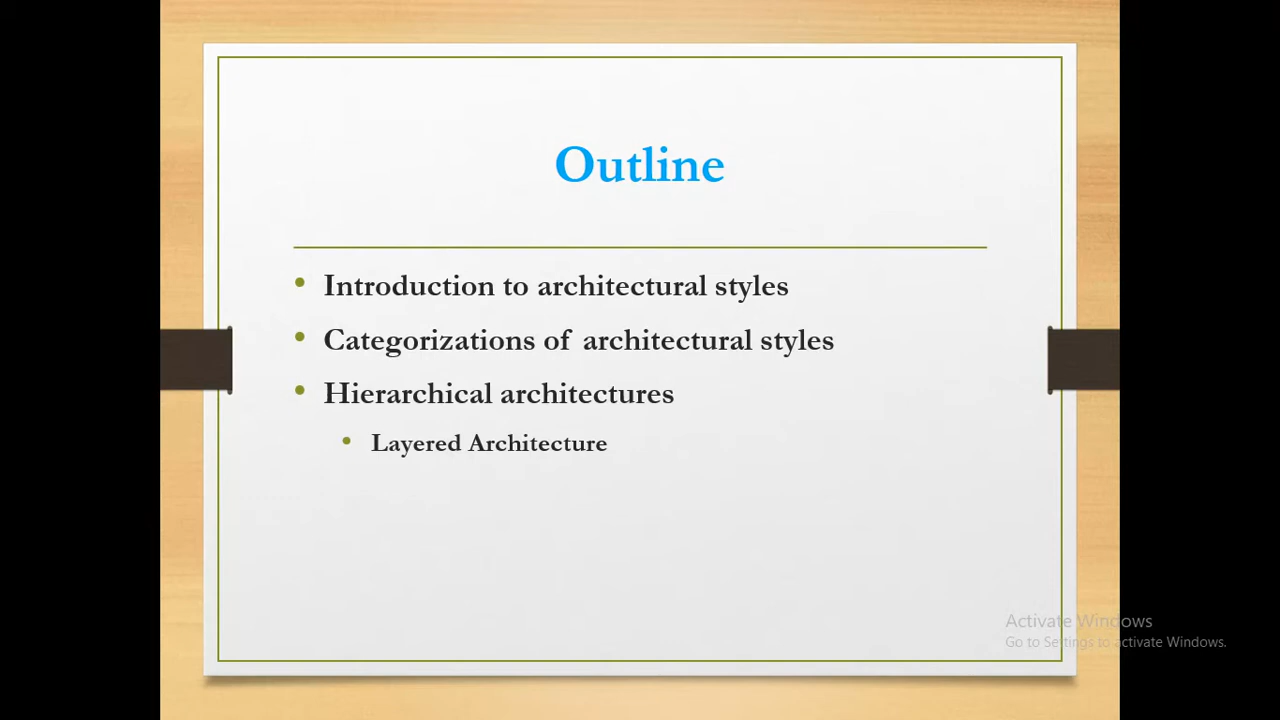 Outline
• Introduction to architectural styles
• Categorizations of architectural styles
• Hierarchical architectures
• Layered Architecture
Activate Windows
Go to Settings to activate Windows.